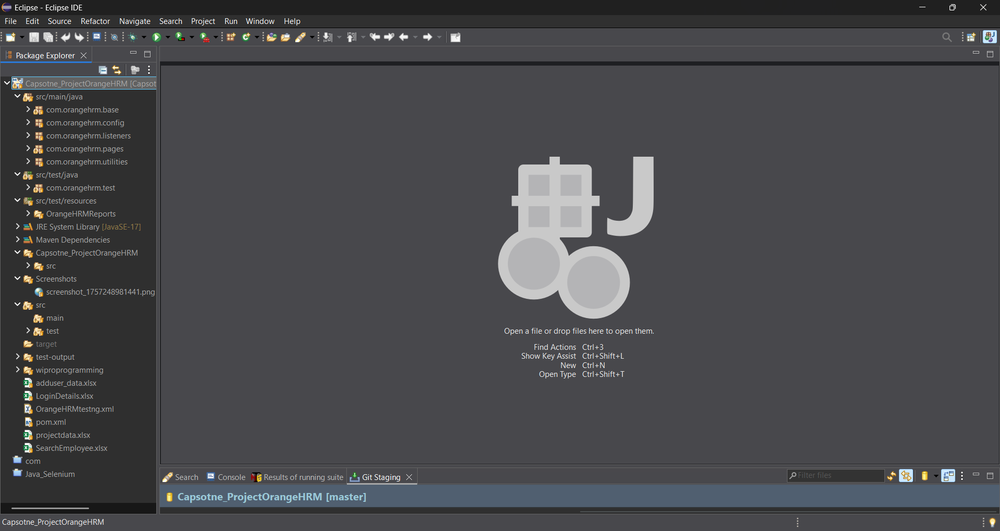 Eclipse - Eclipse IDE
File Edit Source Refactor Navigate Search Project Run Window Help
Package Explorer
Capsotne_ProjectOrangeHRM [Capsot
src/main/java
com.orangehrm.base
com.orangehrm.config
com.orangehrm.listeners
com.orangehrm.pages
com.orangehrm.utilities
src/test/java
com.orangehrm.test
src/test/resources
OrangeHRMReports
JRE System Library [JavaSE-17]
Maven Dependencies
Capsotne_ProjectOrangeHRM
src
Screenshots
screenshot_1757248981441.png
src
main
test
target
test-output
wiproprogramming
adduser_data.xlsx
LoginDetails.xlsx
OrangeHRMtestng.xml
pom.xml
projectdata.xlsx
SearchEmployee.xlsx
com
Java_Selenium
J
Open a file or drop files here to open them.
Find Actions Ctrl+3
Show Key Assist Ctrl+Shift+L
New Ctrl+N
Open Type Ctrl+Shift+T
Search Console Results of running suite Git Staging
Filter files
Capsotne_ProjectOrangeHRM [master]
Capsotne_ProjectOrangeHRM